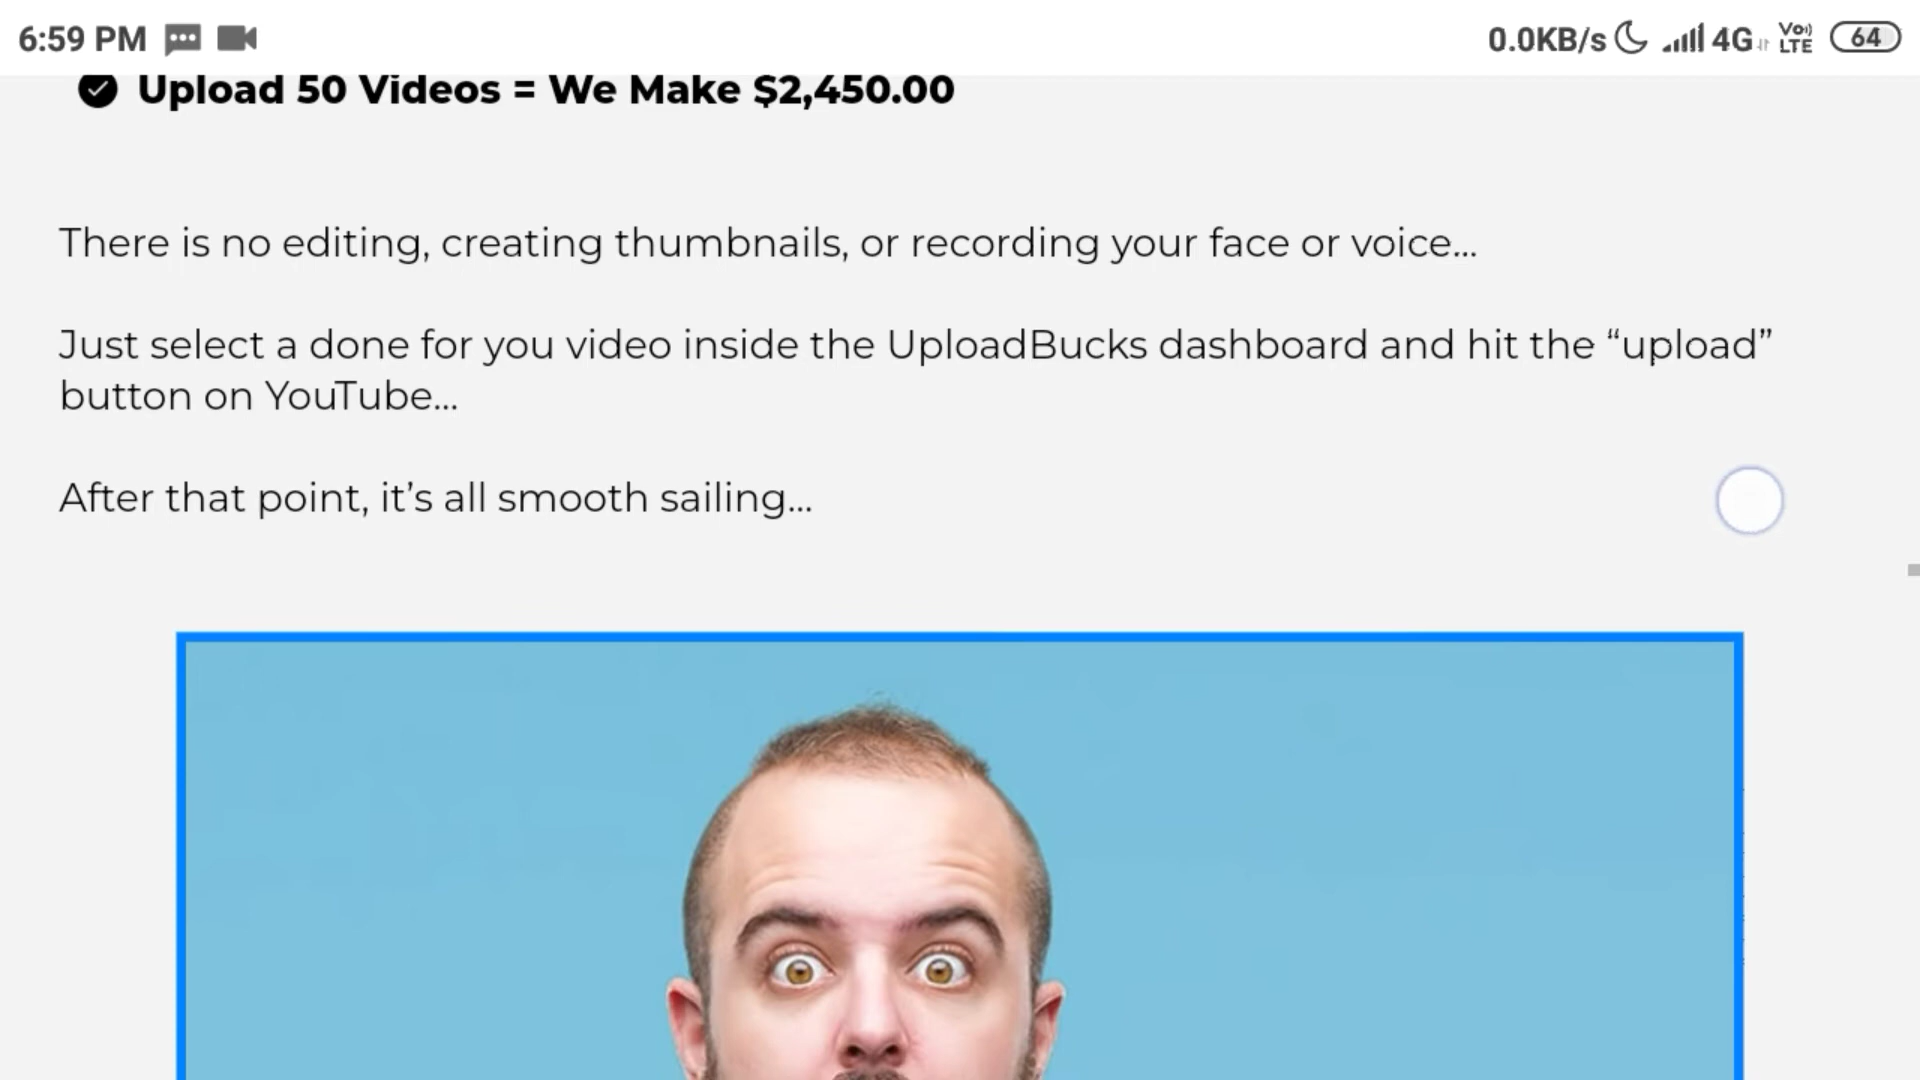 6:59 PM
0.0KB/s 4G Vo)) LTE 64
Upload 50 Videos = We Make $2,450.00
There is no editing, creating thumbnails, or recording your face or voice...
Just select a done for you video inside the UploadBucks dashboard and hit the “upload”
button on YouTube...
After that point, it’s all smooth sailing...